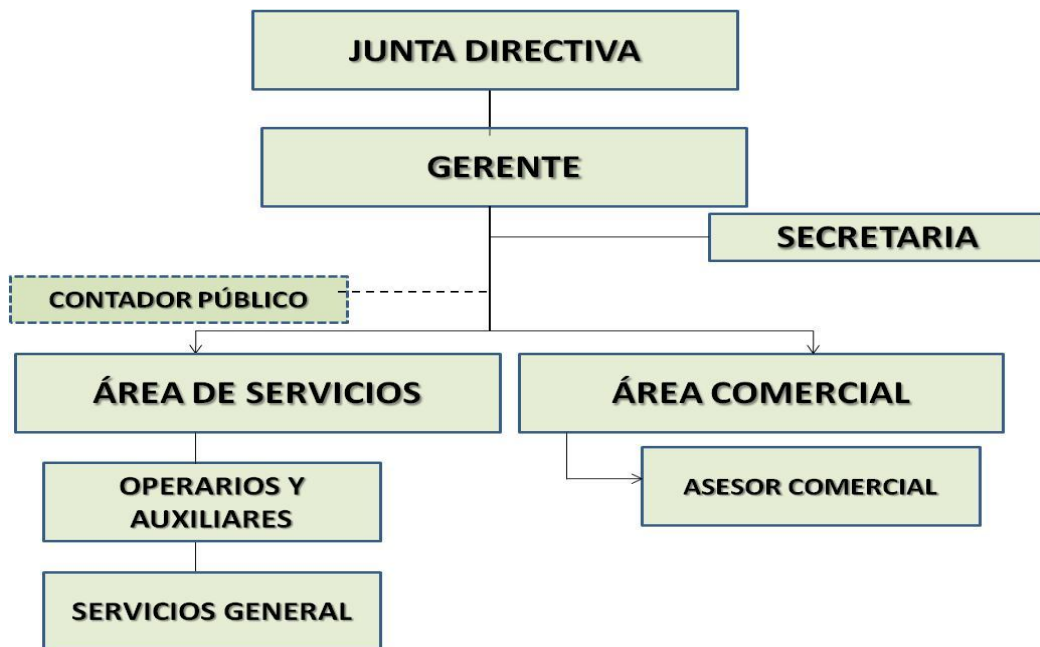 JUNTA DIRECTIVA
GERENTE
SECRETARIA
CONTADOR PÚBLICO
ÁREA DE SERVICIOS
ÁREA COMERCIAL
OPERARIOS Y
AUXILIARES
ASESOR COMERCIAL
SERVICIOS GENERAL